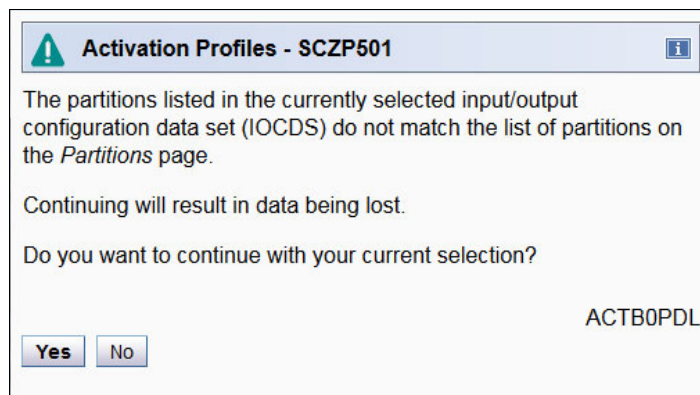 Activation Profiles - SCZP501
i
The partitions listed in the currently selected input/output
configuration data set (IOCDS) do not match the list of partitions on
the Partitions page.
Continuing will result in data being lost.
Do you want to continue with your current selection?
ACTB0PDL
Yes No